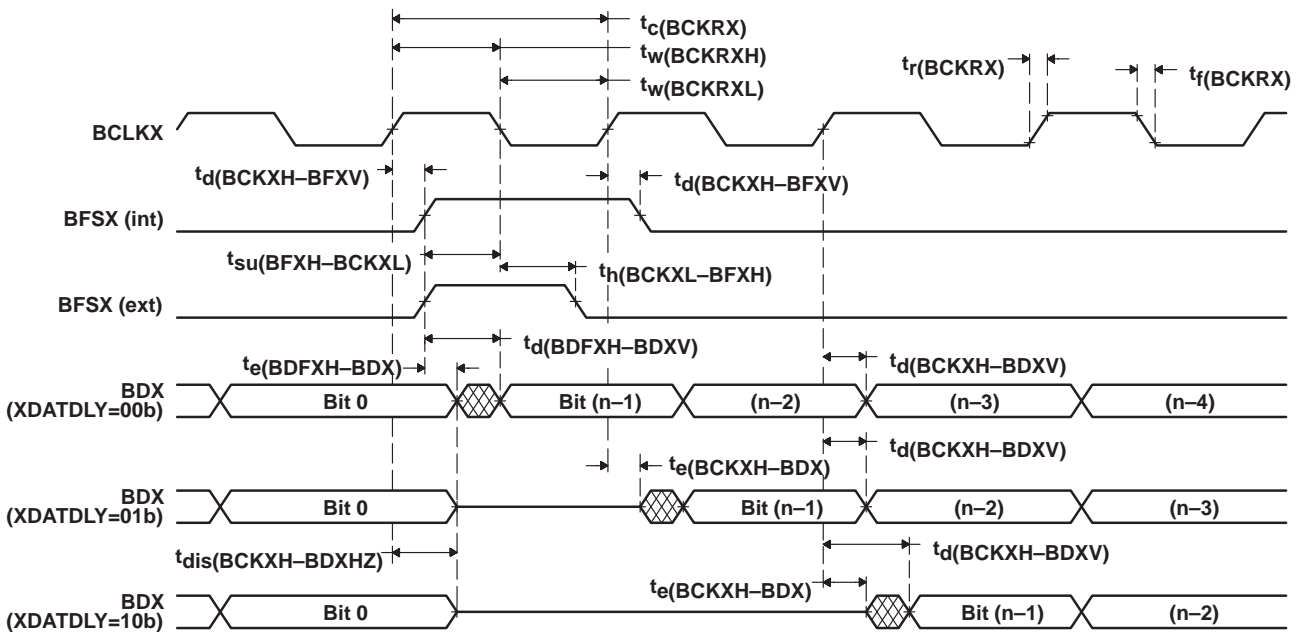 tc(BCKRX)
tw(BCKRXH)
tr(BCKRX)
tf(BCKRX)
tw(BCKRXL)
BCLKX
td(BCKXH–BFXV)
td(BCKXH–BFXV)
BFSX (int)
tsu(BFXH–BCKXL)
th(BCKXL–BFXH)
BFSX (ext)
td(BDFXH–BDXV)
te(BDFXH–BDX)
td(BCKXH–BDXV)
BDX
(XDATDLY=00b)
Bit 0
Bit (n–1)
(n–2)
(n–3)
(n–4)
td(BCKXH–BDXV)
te(BCKXH–BDX)
BDX
(XDATDLY=01b)
Bit 0
Bit (n–1)
(n–2)
(n–3)
tdis(BCKXH–BDXHZ)
td(BCKXH–BDXV)
te(BCKXH–BDX)
BDX
(XDATDLY=10b)
Bit 0
Bit (n–1)
(n–2)